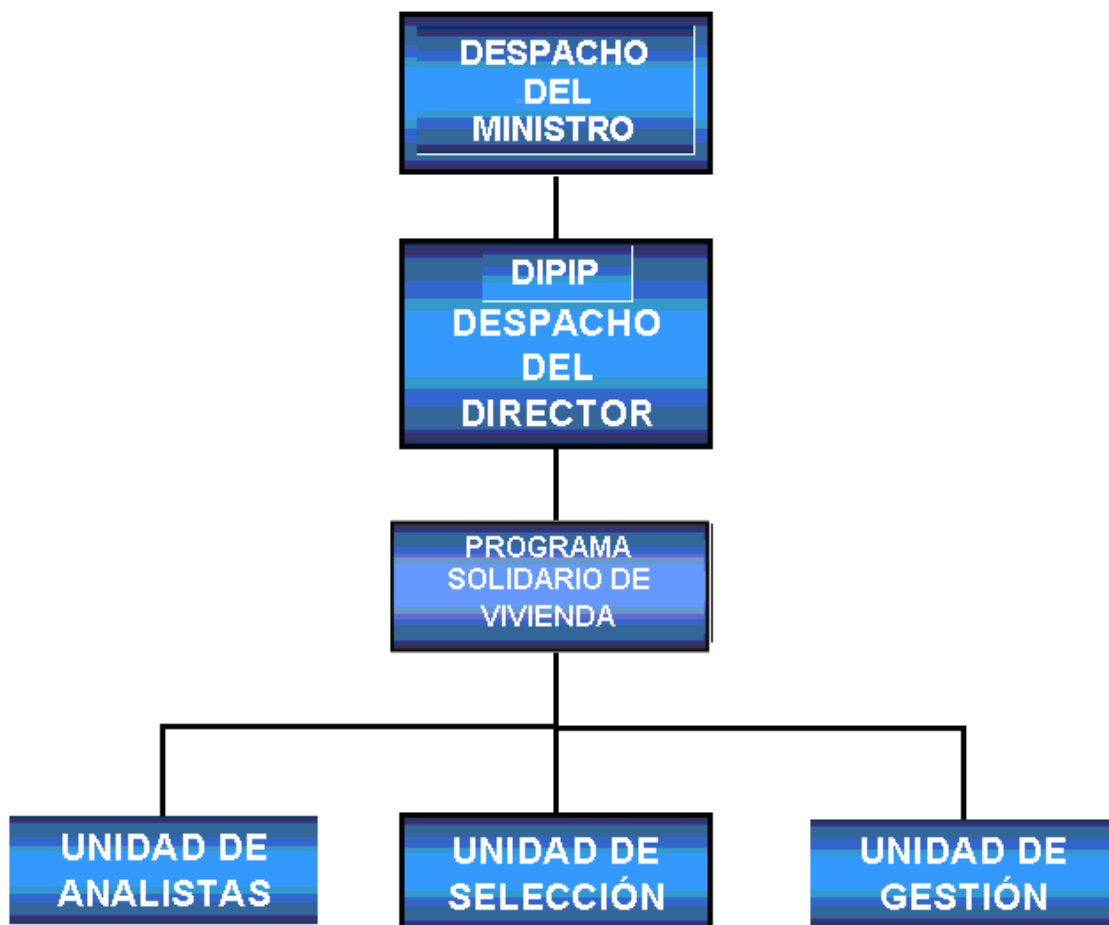 DESPACHO
DEL
MINISTRO
DIPIP
DESPACHO
DEL
DIRECTOR
PROGRAMA
SOLIDARIO DE
VIVIENDA
UNIDAD DE
ANALISTAS
UNIDAD DE
SELECCIÓN
UNIDAD DE
GESTIÓN